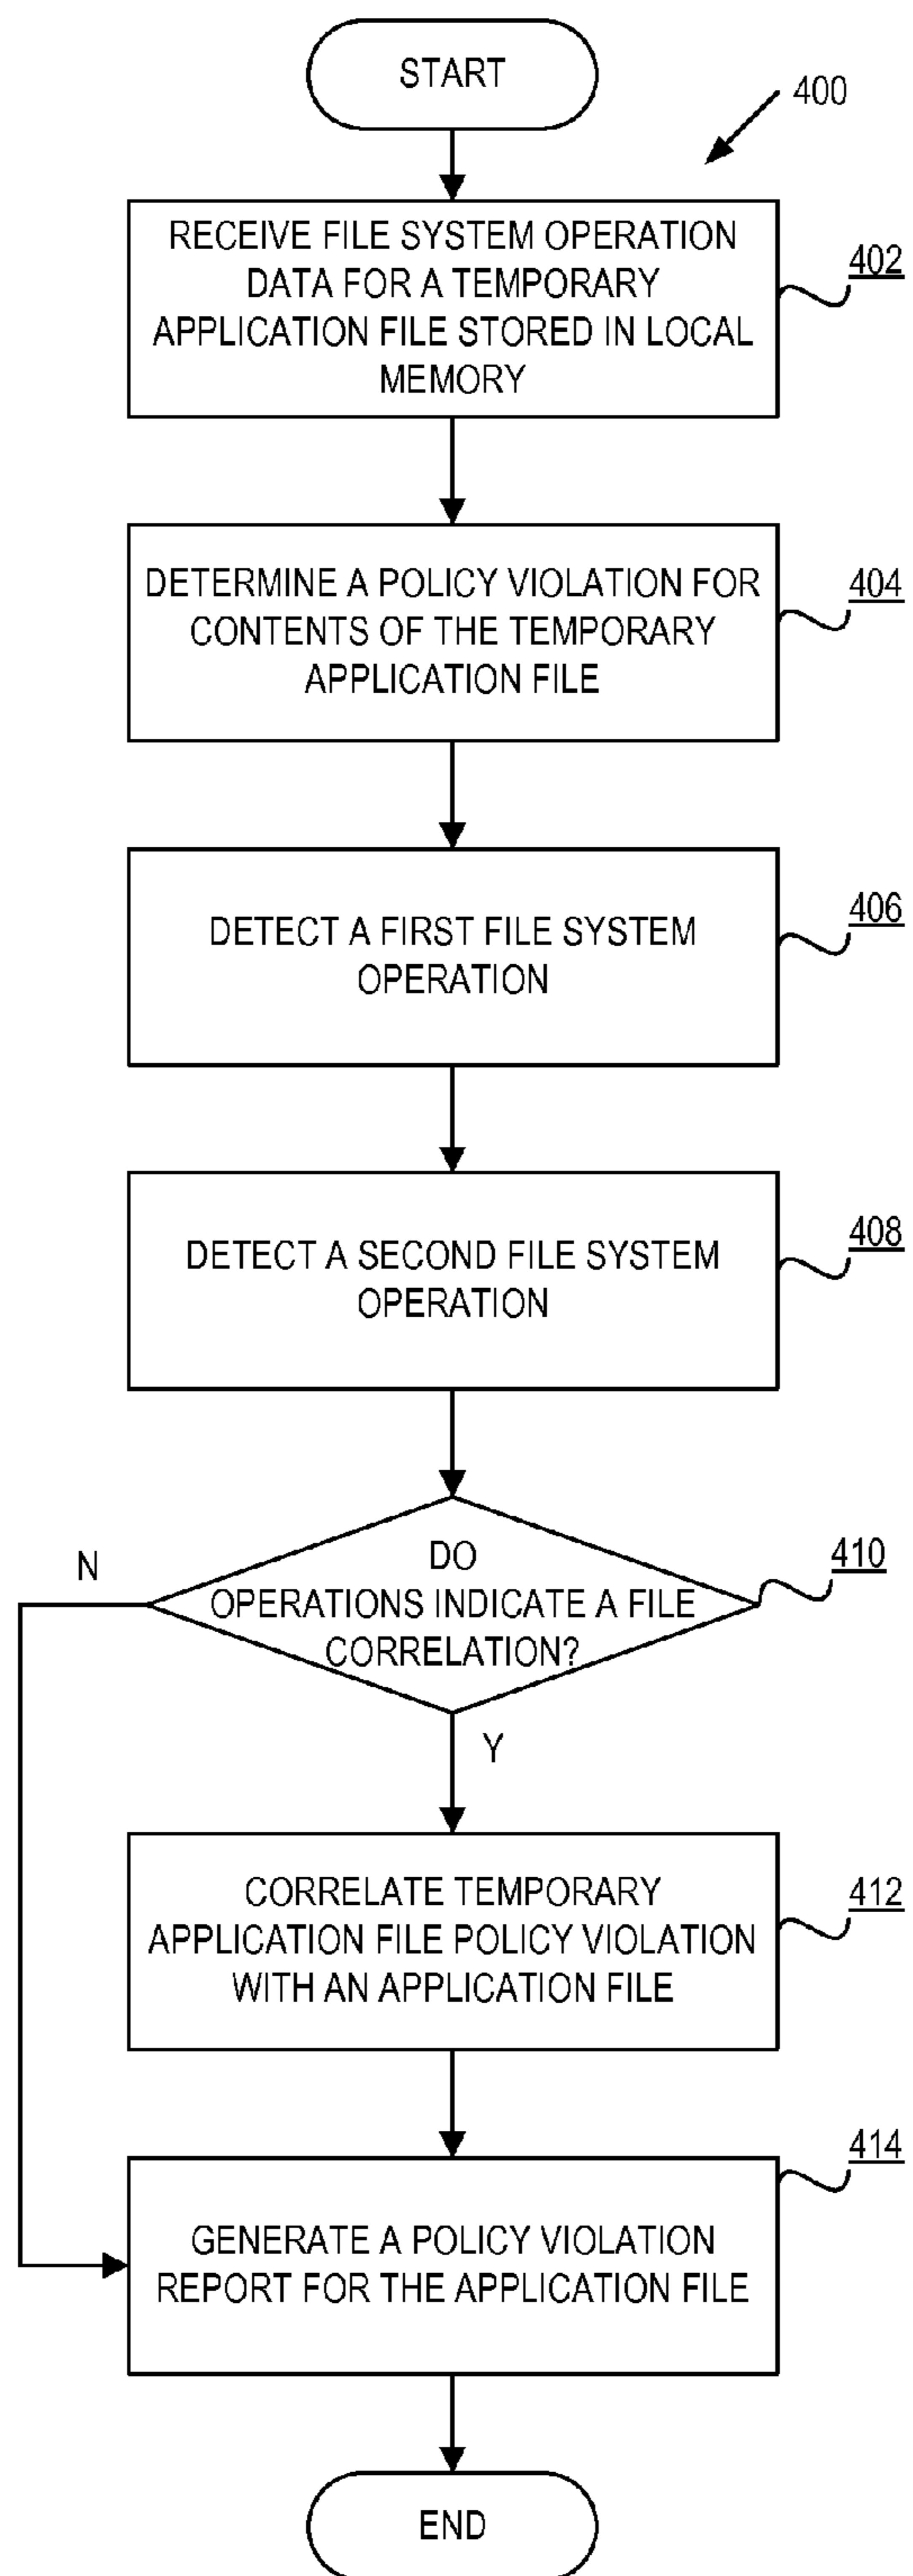 START
400
RECEIVE FILE SYSTEM OPERATION
DATA FOR A TEMPORARY
APPLICATION FILE STORED IN LOCAL
MEMORY
402
DETERMINE A POLICY VIOLATION FOR
CONTENTS OF THE TEMPORARY
APPLICATION FILE
404
DETECT A FIRST FILE SYSTEM
OPERATION
406
DETECT A SECOND FILE SYSTEM
OPERATION
408
DO
OPERATIONS INDICATE A FILE
CORRELATION?
410
N
Y
CORRELATE TEMPORARY
APPLICATION FILE POLICY VIOLATION
WITH AN APPLICATION FILE
412
GENERATE A POLICY VIOLATION
REPORT FOR THE APPLICATION FILE
414
END